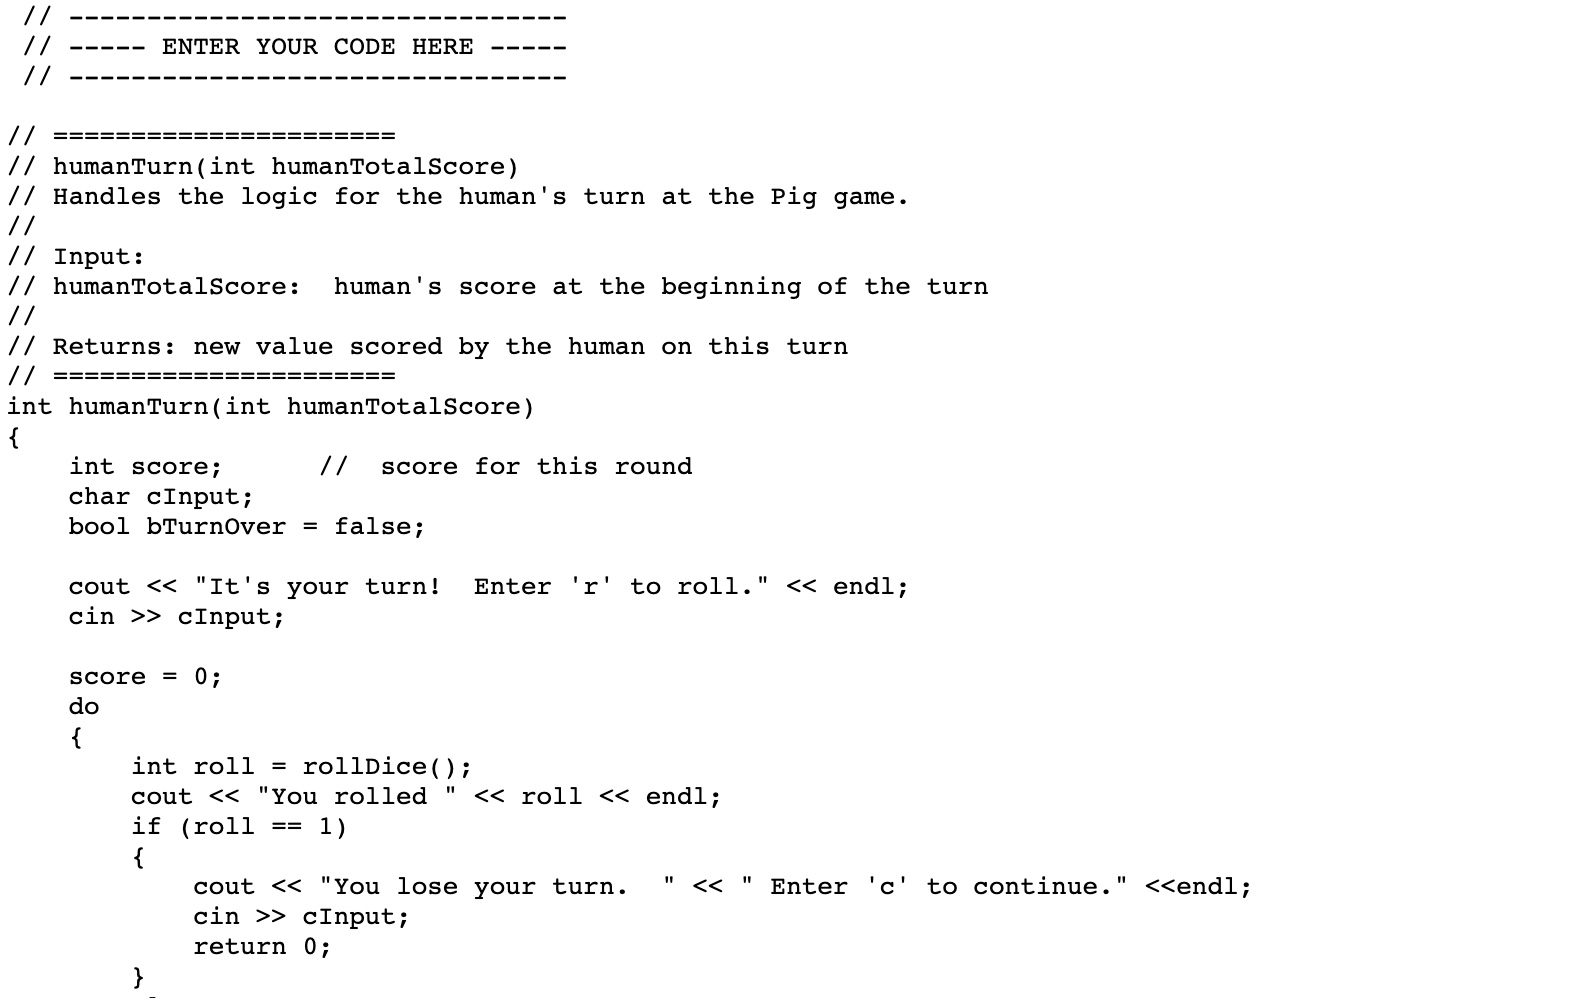 // --------------------------------
// ----- ENTER YOUR CODE HERE -----
// --------------------------------
// ======================
// humanTurn(int humanTotalScore)
// Handles the logic for the human's turn at the Pig game.
//
// Input:
// humanTotalScore:  human's score at the beginning of the turn
//
// Returns: new value scored by the human on this turn
// ======================
int humanTurn(int humanTotalScore)
{
    int score;      //  score for this round
    char cInput;
    bool bTurnOver = false;
    cout << "It's your turn!  Enter 'r' to roll." << endl;
    cin >> cInput;
    score = 0;
    do
    {
        int roll = rollDice();
        cout << "You rolled " << roll << endl;
        if (roll == 1)
        {
            cout << "You lose your turn.  " << " Enter 'c' to continue." <<endl;
            cin >> cInput;
            return 0;
        }